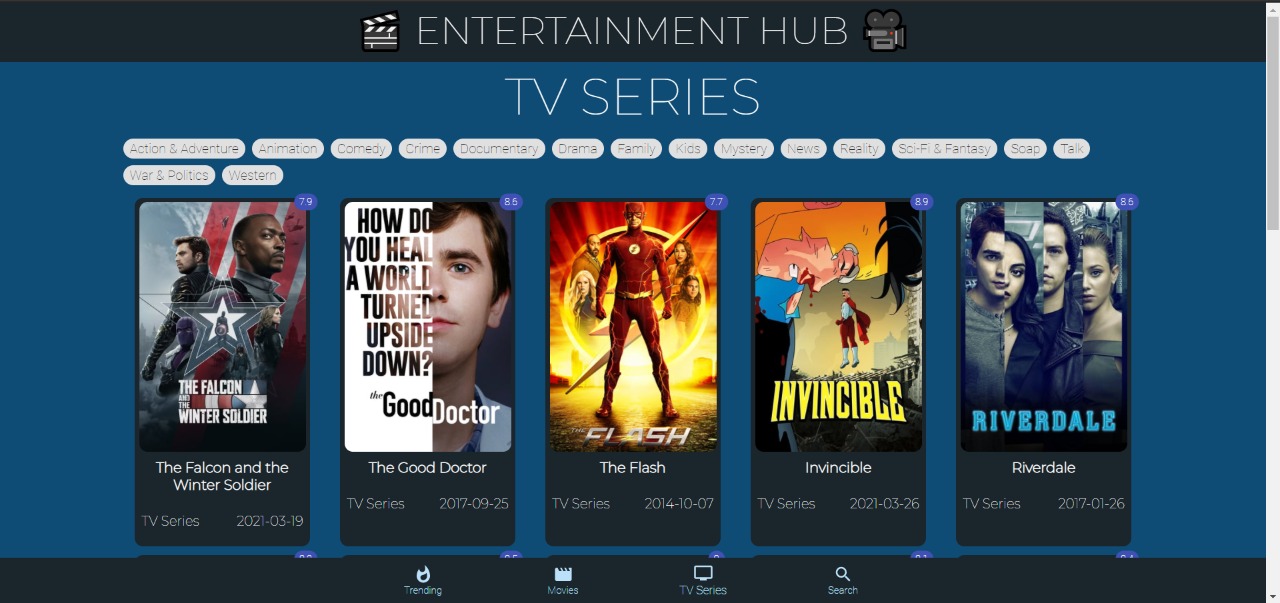 ENTERTAINMENT HUB
TV SERIES
Action & Adventure Animation Comedy Crime Documentary Drama Family Kids Mystery News Reality Sci-Fi & Fantasy Soap Talk
War & Politics Western
7.9 8.6 7.7 8.9 8.6
THE FALCON
AND THE
WINTER SOLDIER
HOW DO
YOU HEAL
A WORLD
TURNED
UPSIDE
DOWN?
the Good Doctor
THE FLASH
INVINCIBLE
RIVERDALE
The Falcon and the
Winter Soldier
The Good Doctor
The Flash
Invincible
Riverdale
TV Series 2021-03-19
TV Series 2017-09-25
TV Series 2014-10-07
TV Series 2021-03-26
TV Series 2017-01-26
Trending Movies TV Series Search